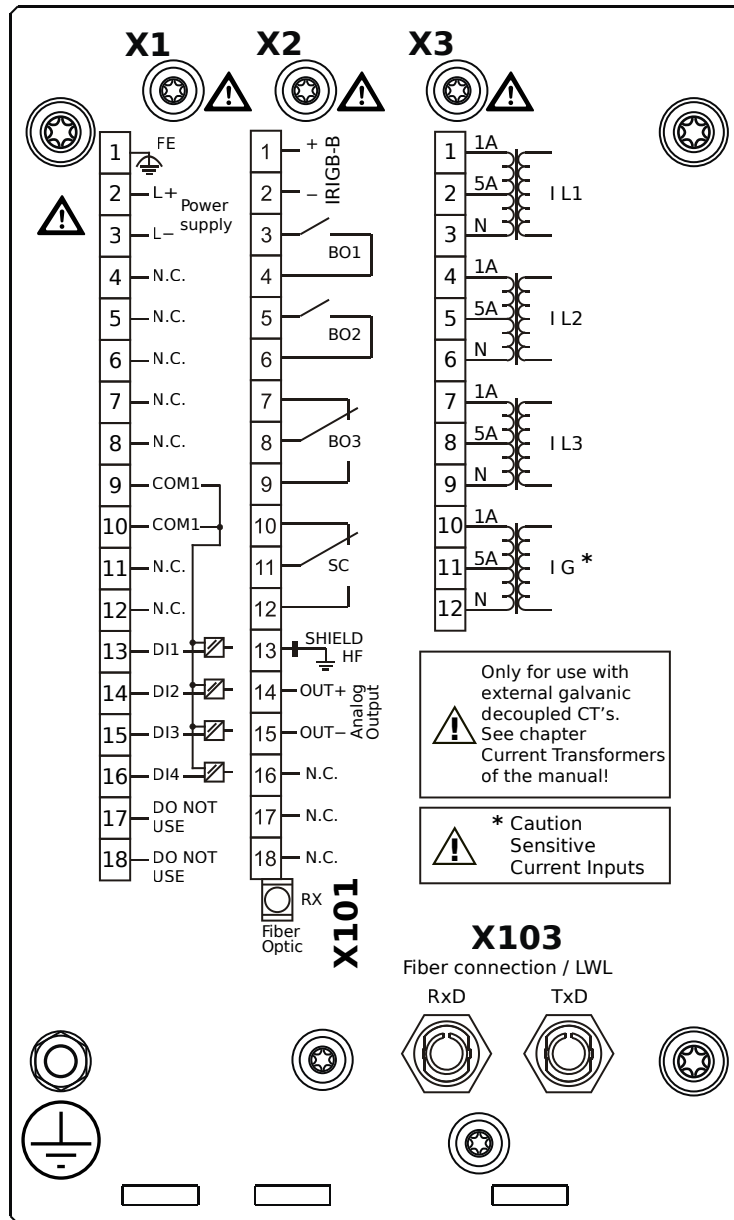 X1
1
FE
2
L+
Power
supply
3
L−
4
N.C.
5
N.C.
6
N.C.
7
N.C.
8
N.C.
9
COM1
10
COM1
11
N.C.
12
N.C.
13
DI1
14
DI2
15
DI3
16
DI4
17
DO NOT
USE
18
DO NOT
USE
X2
1
+
2
−
IRIGB-B
3
BO1
4
5
BO2
6
7
8
BO3
9
10
11
SC
12
13
SHIELD
HF
14
OUT+
15
OUT−
Analog
Output
16
N.C.
17
N.C.
18
N.C.
RX
Fiber
Optic
X101
X3
1
1A
2
5A
I L1
3
N
4
1A
5
5A
I L2
6
N
7
1A
8
5A
I L3
9
N
10
1A
11
5A
I G *
12
N
!
Only for use with
external galvanic
decoupled CT's.
See chapter
Current Transformers
of the manual!
!
* Caution
Sensitive
Current Inputs
X103
Fiber connection / LWL
RxD
TxD